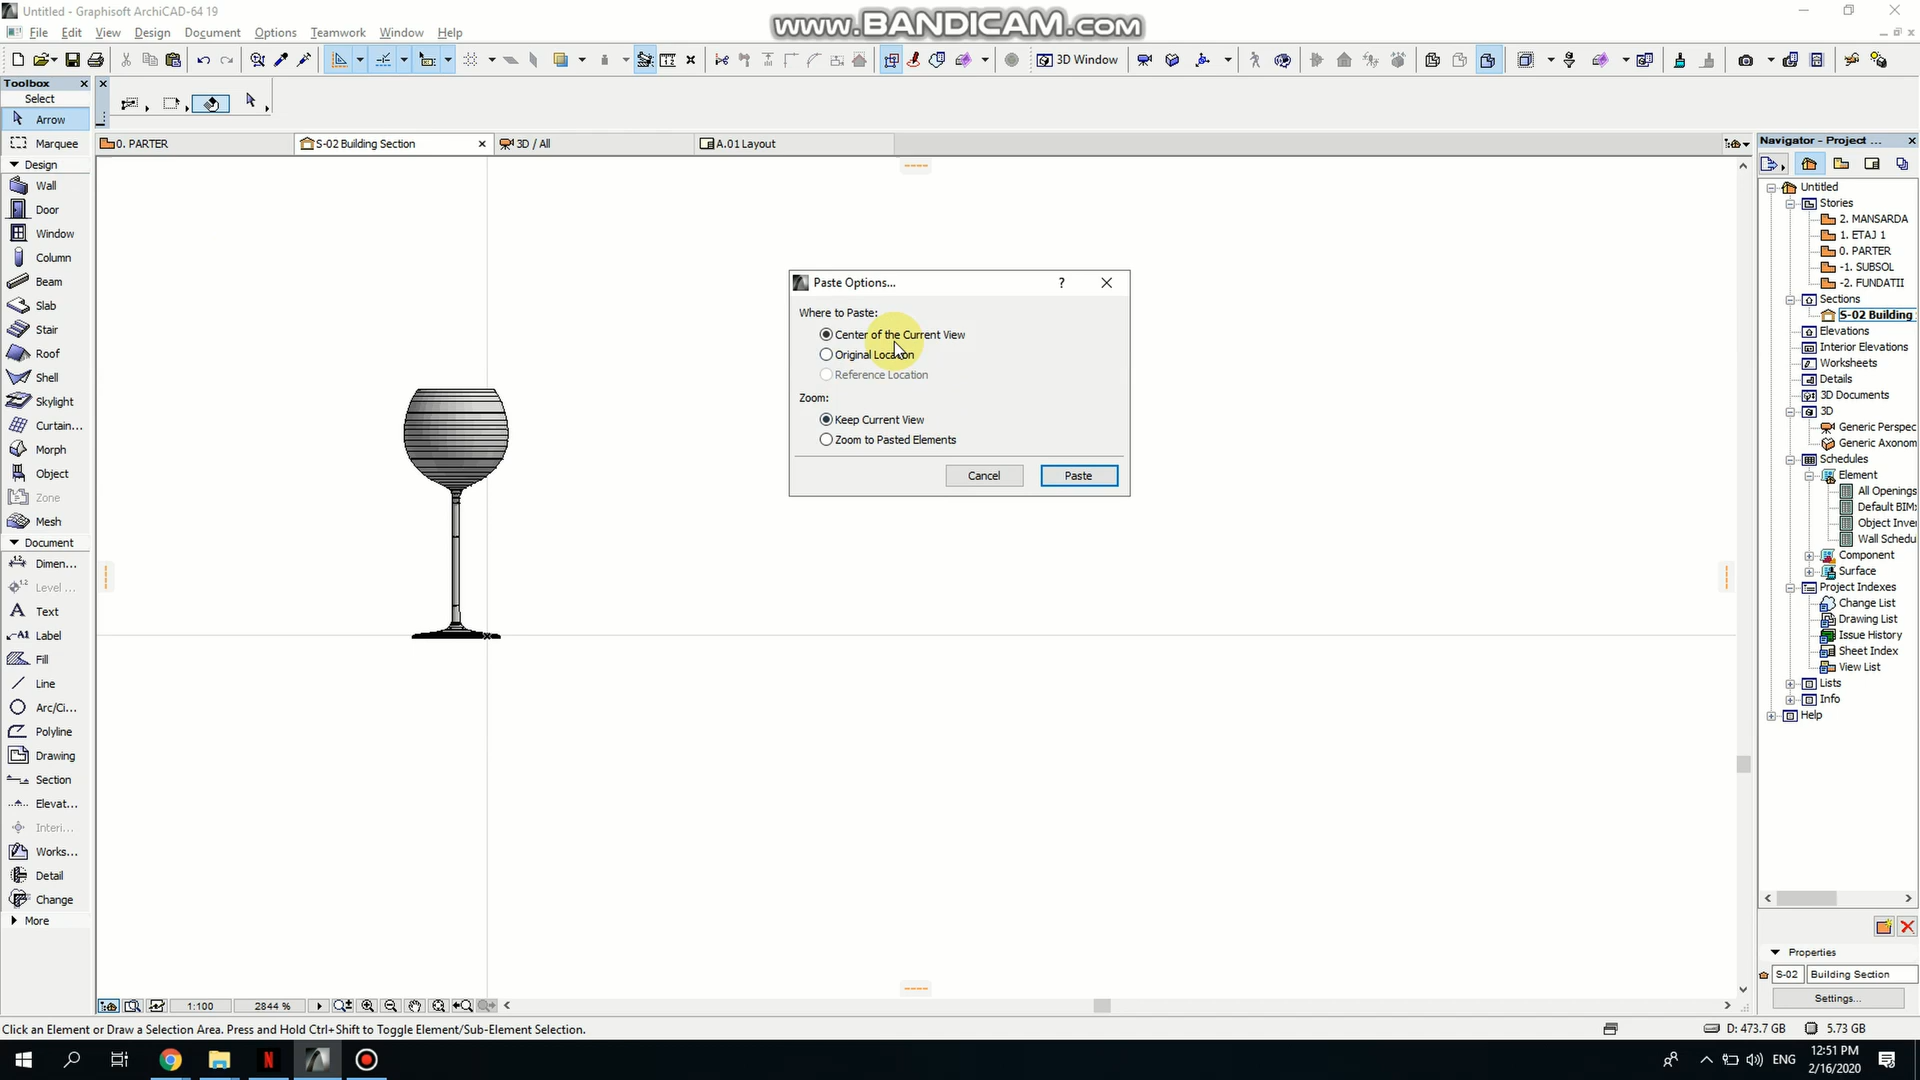 Untitled - Graphisoft ArchiCAD-64 19
www.BANDICAM.com
File Edit View Design Document Options Teamwork Window Help
3D Window
Toolbox
Select
Arrow
Marquee
Design
Wall
Door
Window
Column
Beam
Slab
Stair
Roof
Shell
Skylight
Curtain...
Morph
Object
Zone
Mesh
Document
Dimen...
Level ...
Text
Label
Fill
Line
Arc/Ci...
Polyline
Drawing
Section
Elevat...
Interi...
Works...
Detail
Change
More
0. PARTER
S-02 Building Section
3D / All
A.01 Layout
Paste Options...
Where to Paste:
Center of the Current View
Original Location
Reference Location
Zoom:
Keep Current View
Zoom to Pasted Elements
Cancel
Paste
Navigator - Project ...
Untitled
Stories
2. MANSARDA
1. ETAJ 1
0. PARTER
-1. SUBSOL
-2. FUNDATII
Sections
S-02 Building
Elevations
Interior Elevations
Worksheets
Details
3D Documents
3D
Generic Perspec
Generic Axonom
Schedules
Element
All Openings
Default BIMx
Object Inve
Wall Schedu
Component
Surface
Project Indexes
Change List
Drawing List
Issue History
Sheet Index
View List
Lists
Info
Help
Properties
S-02 Building Section
Settings...
1:100
2844 %
Click an Element or Draw a Selection Area. Press and Hold Ctrl+Shift to Toggle Element/Sub-Element Selection.
D: 473.7 GB
5.73 GB
ENG
12:51 PM
2/16/2020